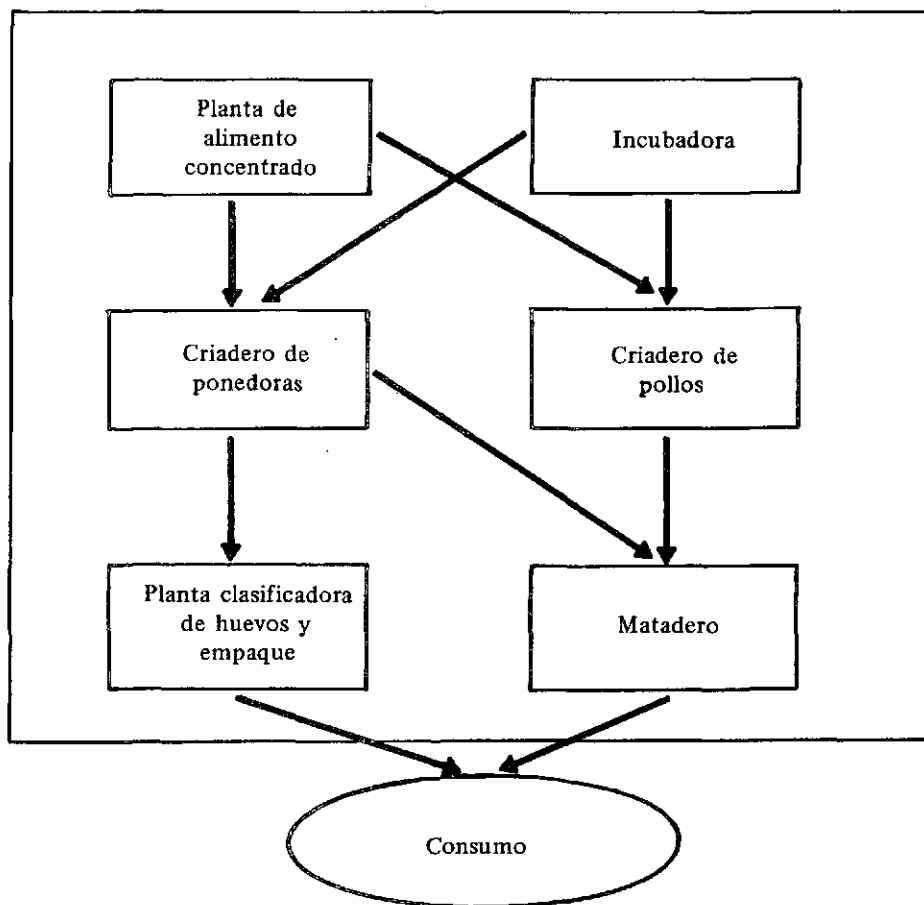 Planta de
alimento
concentrado
Incubadora
Criadero de
ponedoras
Criadero de
pollos
Planta clasificadora
de huevos y
empaque
Matadero
Consumo